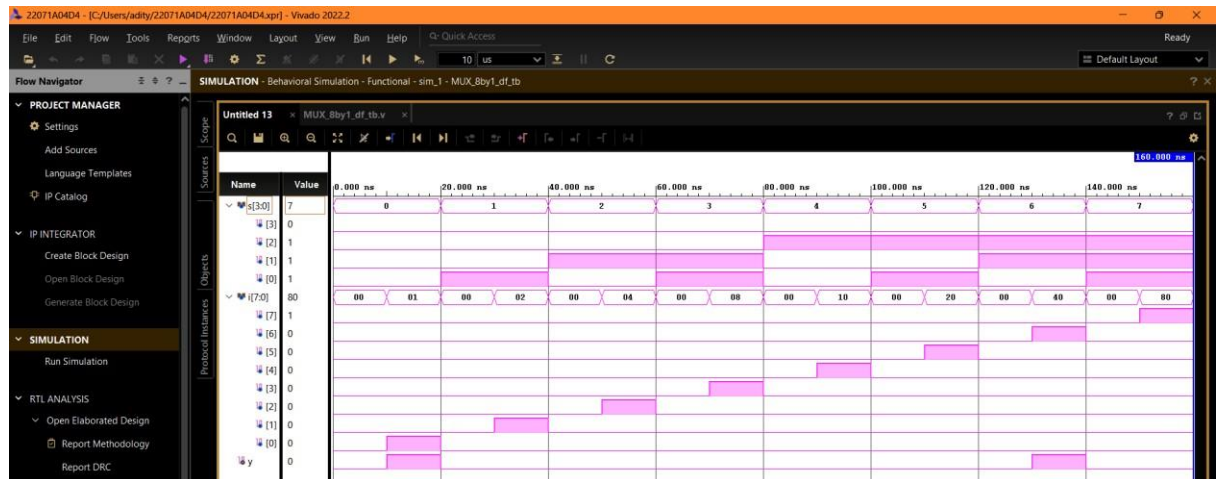 22071A04D4 - [C:/Users/adity/22071A04D4/22071A04D4.xpr] - Vivado 2022.2
File Edit Flow Tools Reports Window Layout View Run Help Q- Quick Access Ready
10 us Default Layout
Flow Navigator SIMULATION - Behavioral Simulation - Functional - sim_1 - MUX_8by1_df_tb
PROJECT MANAGER
Settings
Add Sources
Language Templates
IP Catalog
IP INTEGRATOR
Create Block Design
Open Block Design
Generate Block Design
SIMULATION
Run Simulation
RTL ANALYSIS
Open Elaborated Design
Report Methodology
Report DRC
Scope
Sources
Objects
Protocol Instances
Untitled 13 MUX_8by1_df_tb.v
160.000 ns
Name Value 0.000 ns 20.000 ns 40.000 ns 60.000 ns 80.000 ns 100.000 ns 120.000 ns 140.000 ns
s[3:0] 7 0 1 2 3 4 5 6 7
[3] 0
[2] 1
[1] 1
[0] 1
i[7:0] 80 00 01 00 02 00 04 00 08 00 10 00 20 00 40 00 80
[7] 1
[6] 0
[5] 0
[4] 0
[3] 0
[2] 0
[1] 0
[0] 0
y 0